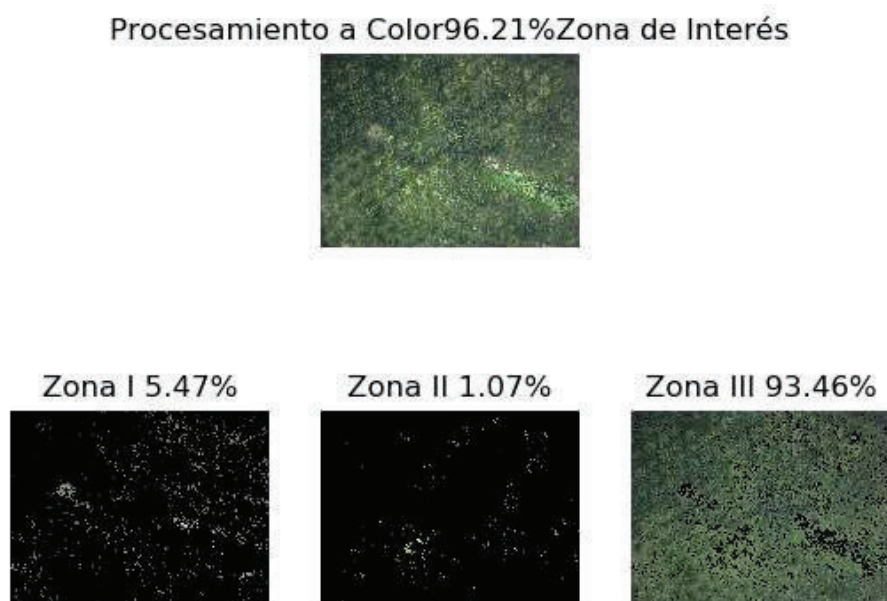 Procesamiento a Color96.21%Zona de Interés
Zona I 5.47%
Zona II 1.07%
Zona III 93.46%